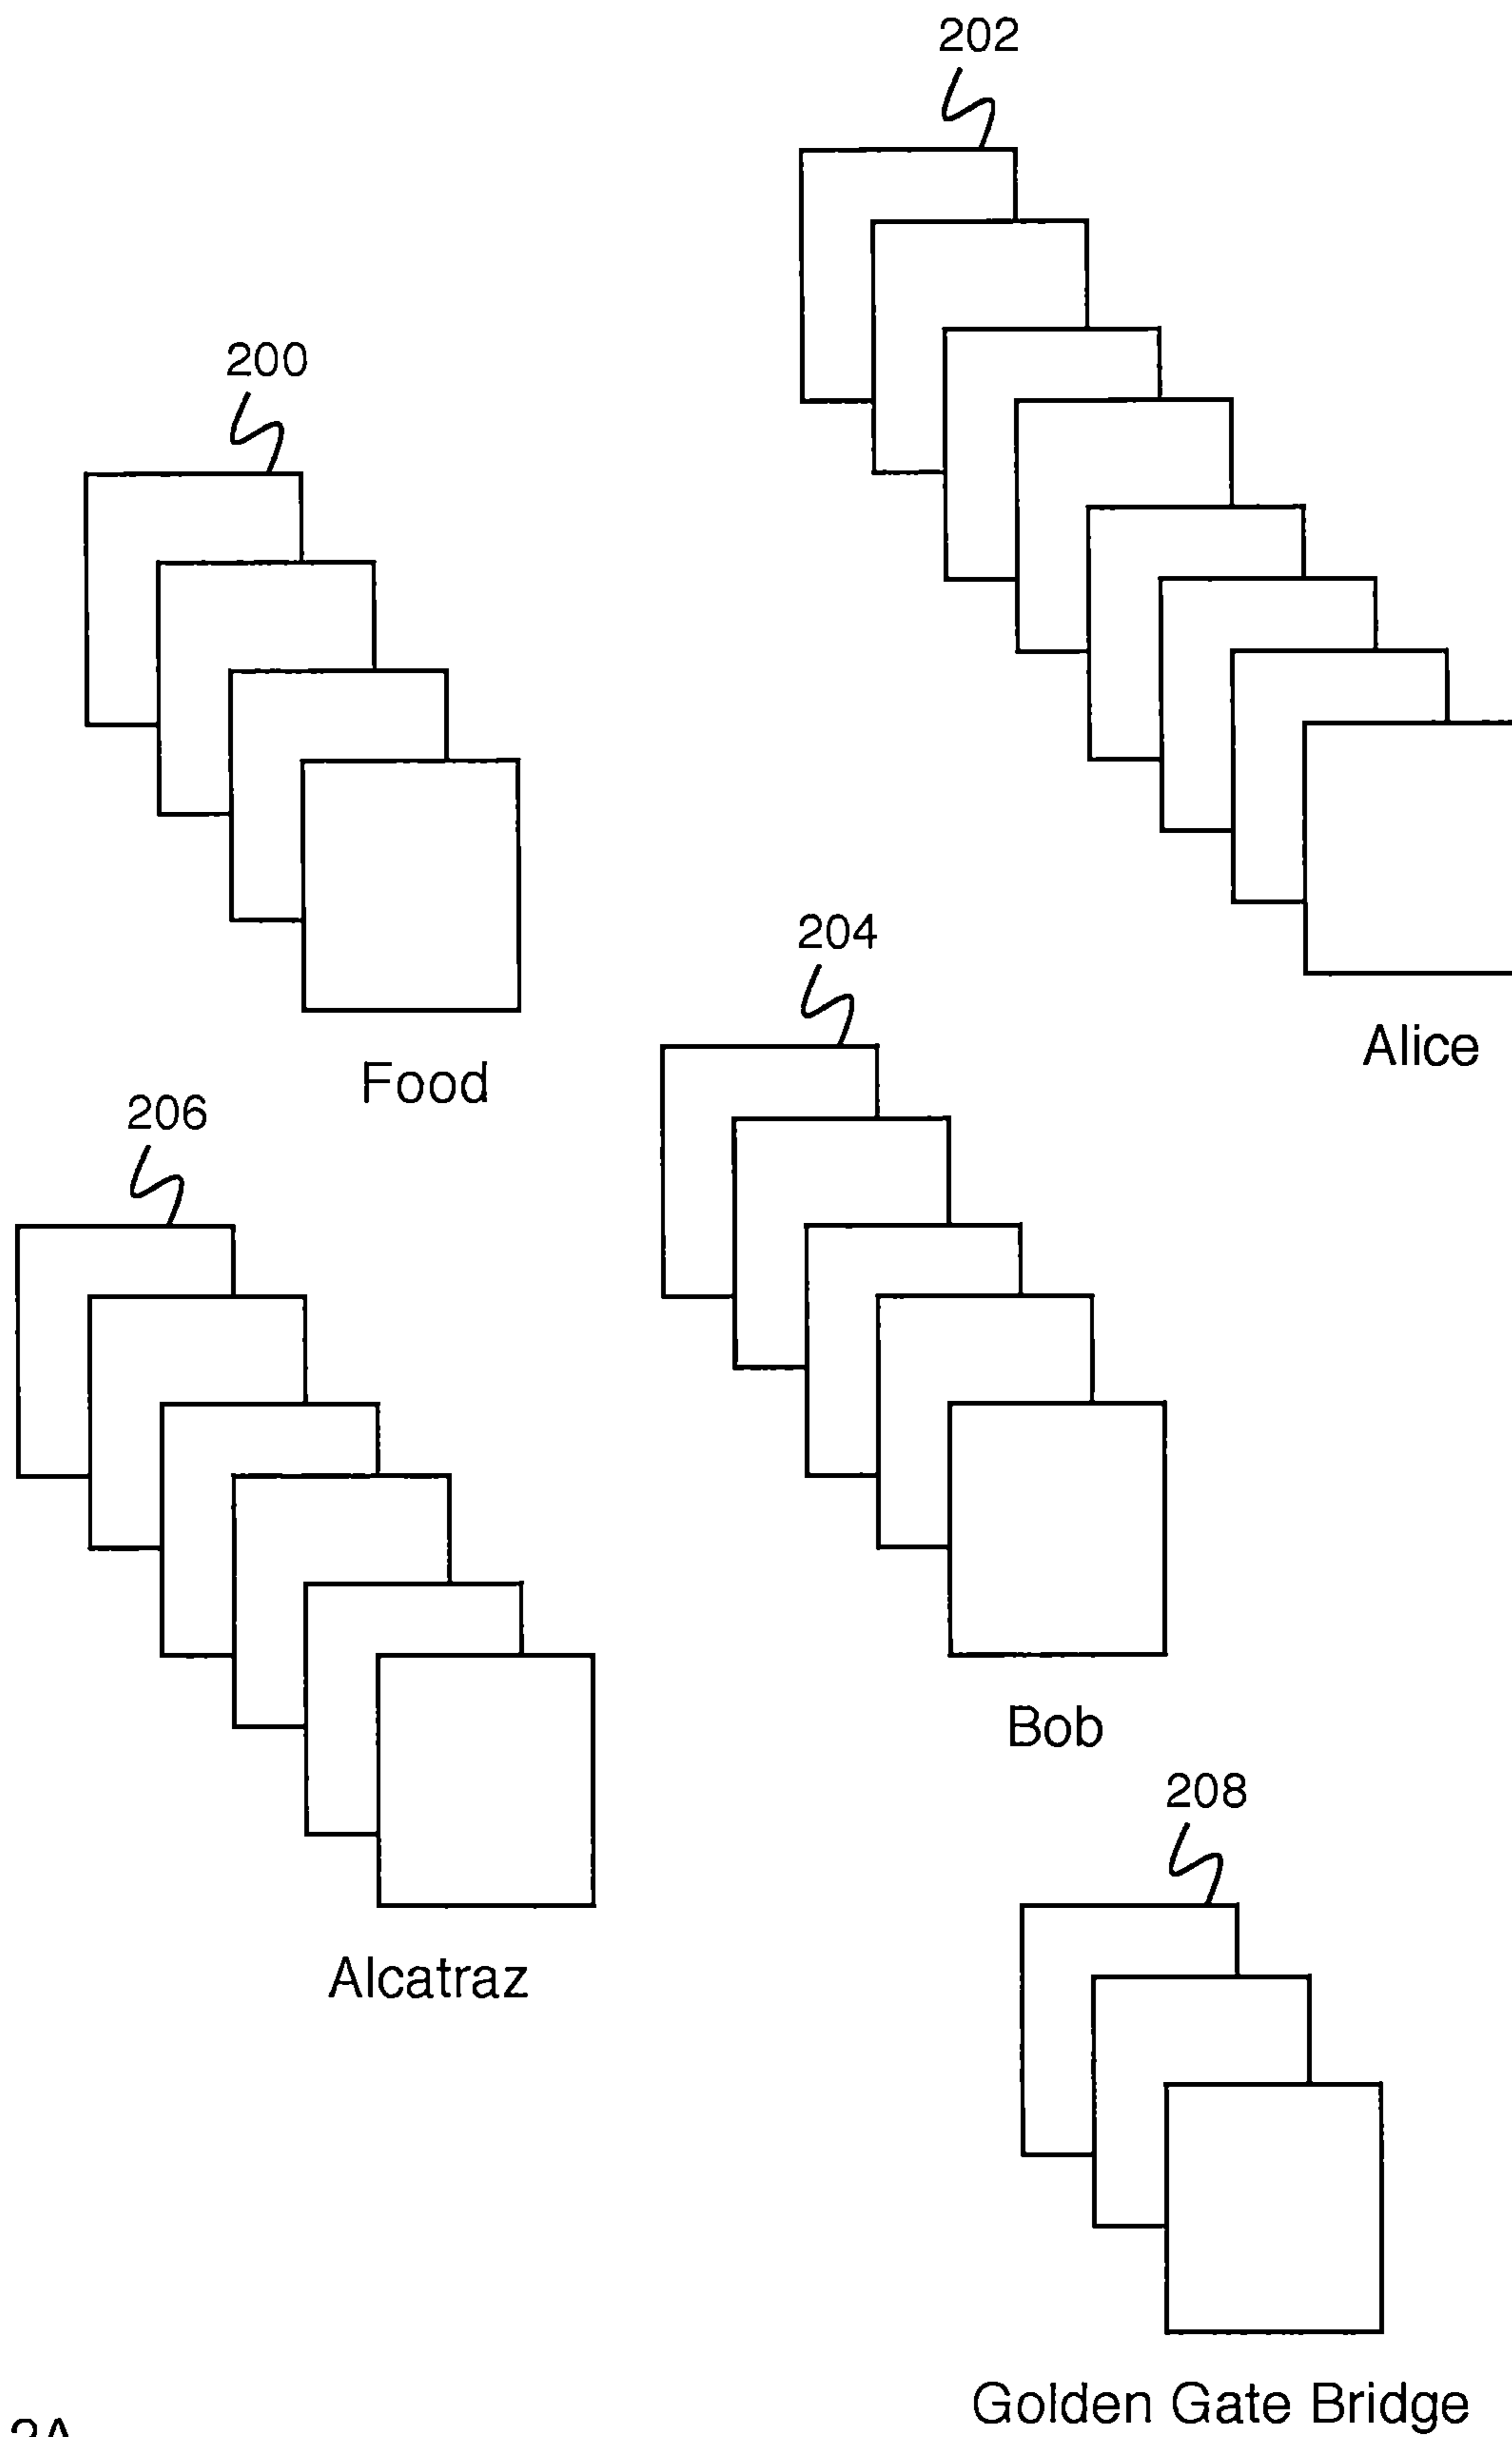 202
200
204
Alice
Food
206
Bob
208
Alcatraz
Golden Gate Bridge